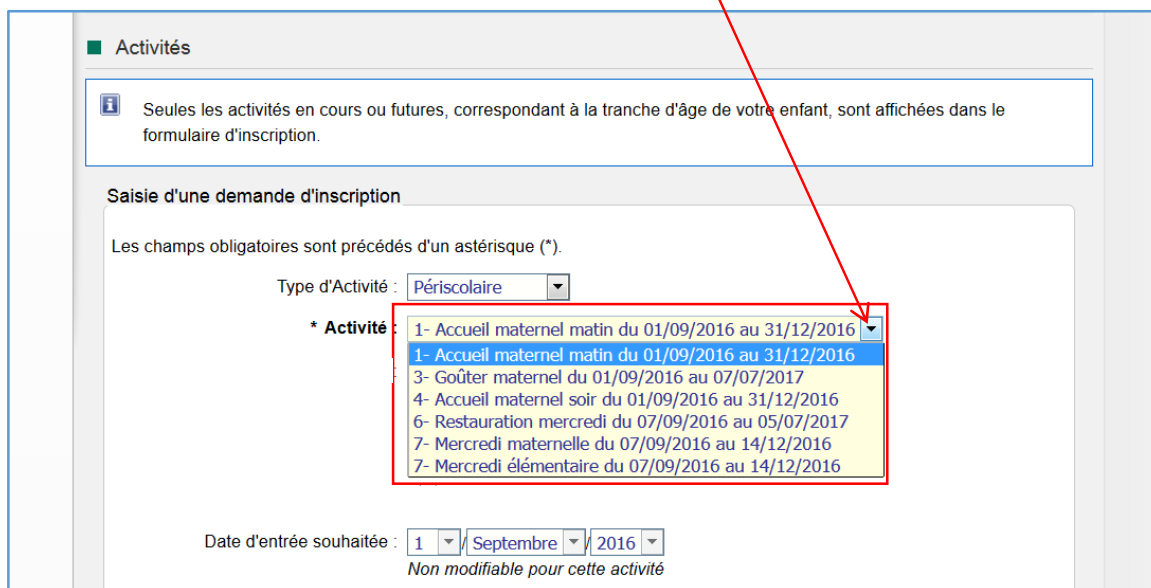 Activités
Seules les activités en cours ou futures, correspondant à la tranche d'âge de votre enfant, sont affichées dans le
formulaire d'inscription.
Saisie d'une demande d'inscription
Les champs obligatoires sont précédés d'un astérisque (*).
Type d'Activité : Périscolaire
* Activité : 1- Accueil maternel matin du 01/09/2016 au 31/12/2016
1- Accueil maternel matin du 01/09/2016 au 31/12/2016
3- Goûter maternel du 01/09/2016 au 07/07/2017
4- Accueil maternel soir du 01/09/2016 au 31/12/2016
6- Restauration mercredi du 07/09/2016 au 05/07/2017
7- Mercredi maternelle du 07/09/2016 au 14/12/2016
7- Mercredi élémentaire du 07/09/2016 au 14/12/2016
Date d'entrée souhaitée : 1 / Septembre / 2016
Non modifiable pour cette activité